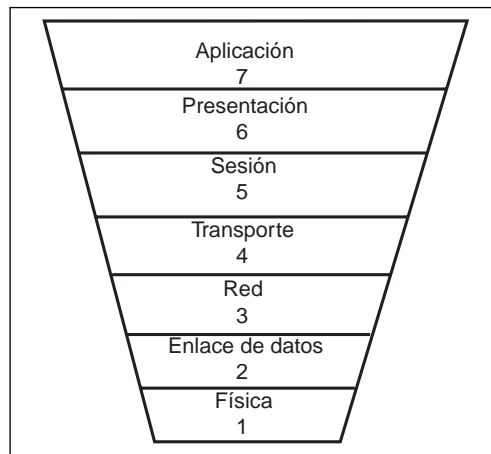 Aplicación
7
Presentación
6
Sesión
5
Transporte
4
Red
3
Enlace de datos
2
Física
1